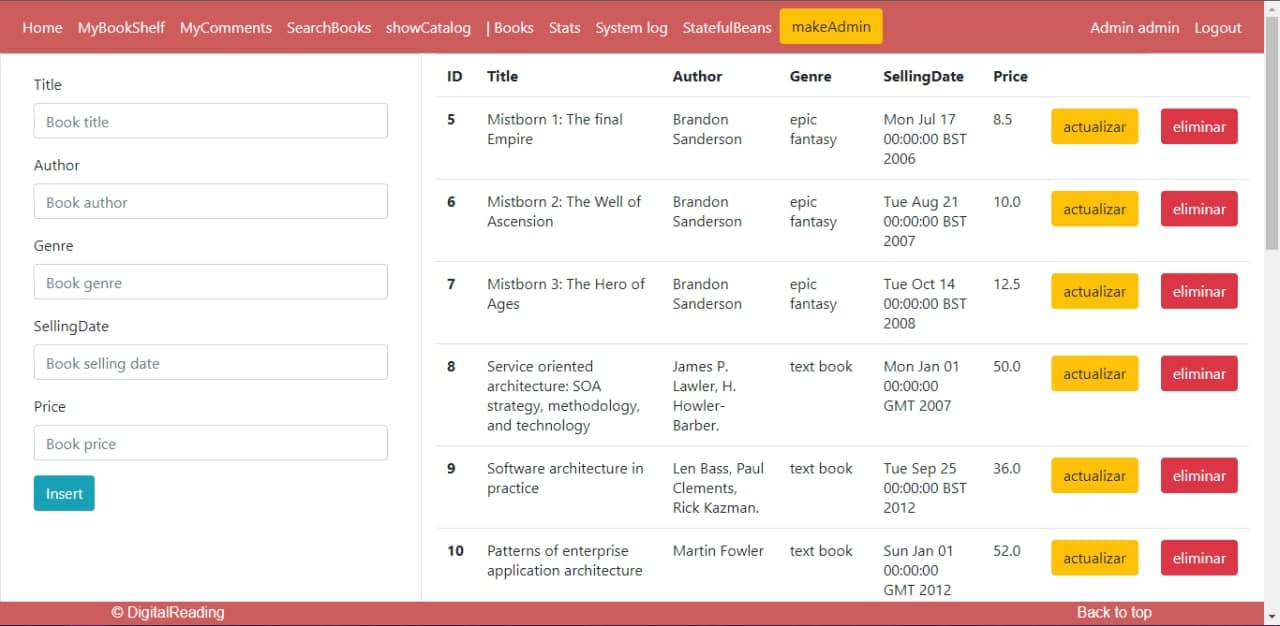 Home MyBookShelf MyComments SearchBooks showCatalog | Books Stats System log StatefulBeans makeAdmin Admin admin Logout
Title
Book title
Author
Book author
Genre
Book genre
SellingDate
Book selling date
Price
Book price
Insert
ID Title Author Genre SellingDate Price
5 Mistborn 1: The final Brandon epic Mon Jul 17 8.5 actualizar eliminar
Empire Sanderson fantasy 00:00:00 BST
2006
6 Mistborn 2: The Well of Brandon epic Tue Aug 21 10.0 actualizar eliminar
Ascension Sanderson fantasy 00:00:00 BST
2007
7 Mistborn 3: The Hero of Brandon epic Tue Oct 14 12.5 actualizar eliminar
Ages Sanderson fantasy 00:00:00 BST
2008
8 Service oriented James P. text book Mon Jan 01 50.0 actualizar eliminar
architecture: SOA Lawler, H. 00:00:00
strategy, methodology, Howler- GMT 2007
and technology Barber.
9 Software architecture in Len Bass, Paul text book Tue Sep 25 36.0 actualizar eliminar
practice Clements, 00:00:00 BST
Rick Kazman. 2012
10 Patterns of enterprise Martin Fowler text book Sun Jan 01 52.0 actualizar eliminar
application architecture 00:00:00
GMT 2012
© DigitalReading Back to top